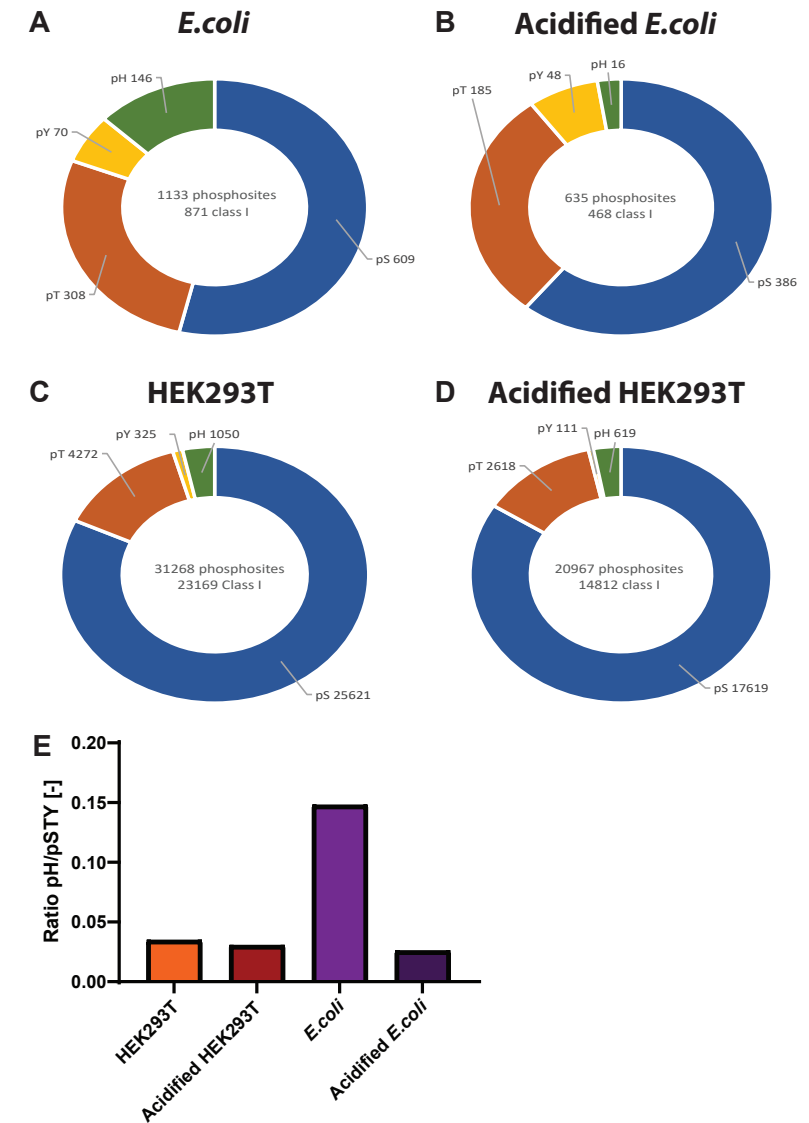 A
E.coli
pH 146
pY 70
1133 phosphosites
871 class I
pS 609
pT 308
B
Acidified E.coli
pH 16
pY 48
pT 185
635 phosphosites
468 class I
pS 386
C
HEK293T
pY 325
pH 1050
pT 4272
31268 phosphosites
23169 Class I
pS 25621
D
Acidified HEK293T
pY 111
pH 619
pT 2618
20967 phosphosites
14812 class I
pS 17619
E
Ratio pH/pSTY [-]
0.20
0.15
0.10
0.05
0.00
HEK293T
Acidified HEK293T
E.coli
Acidified E.coli